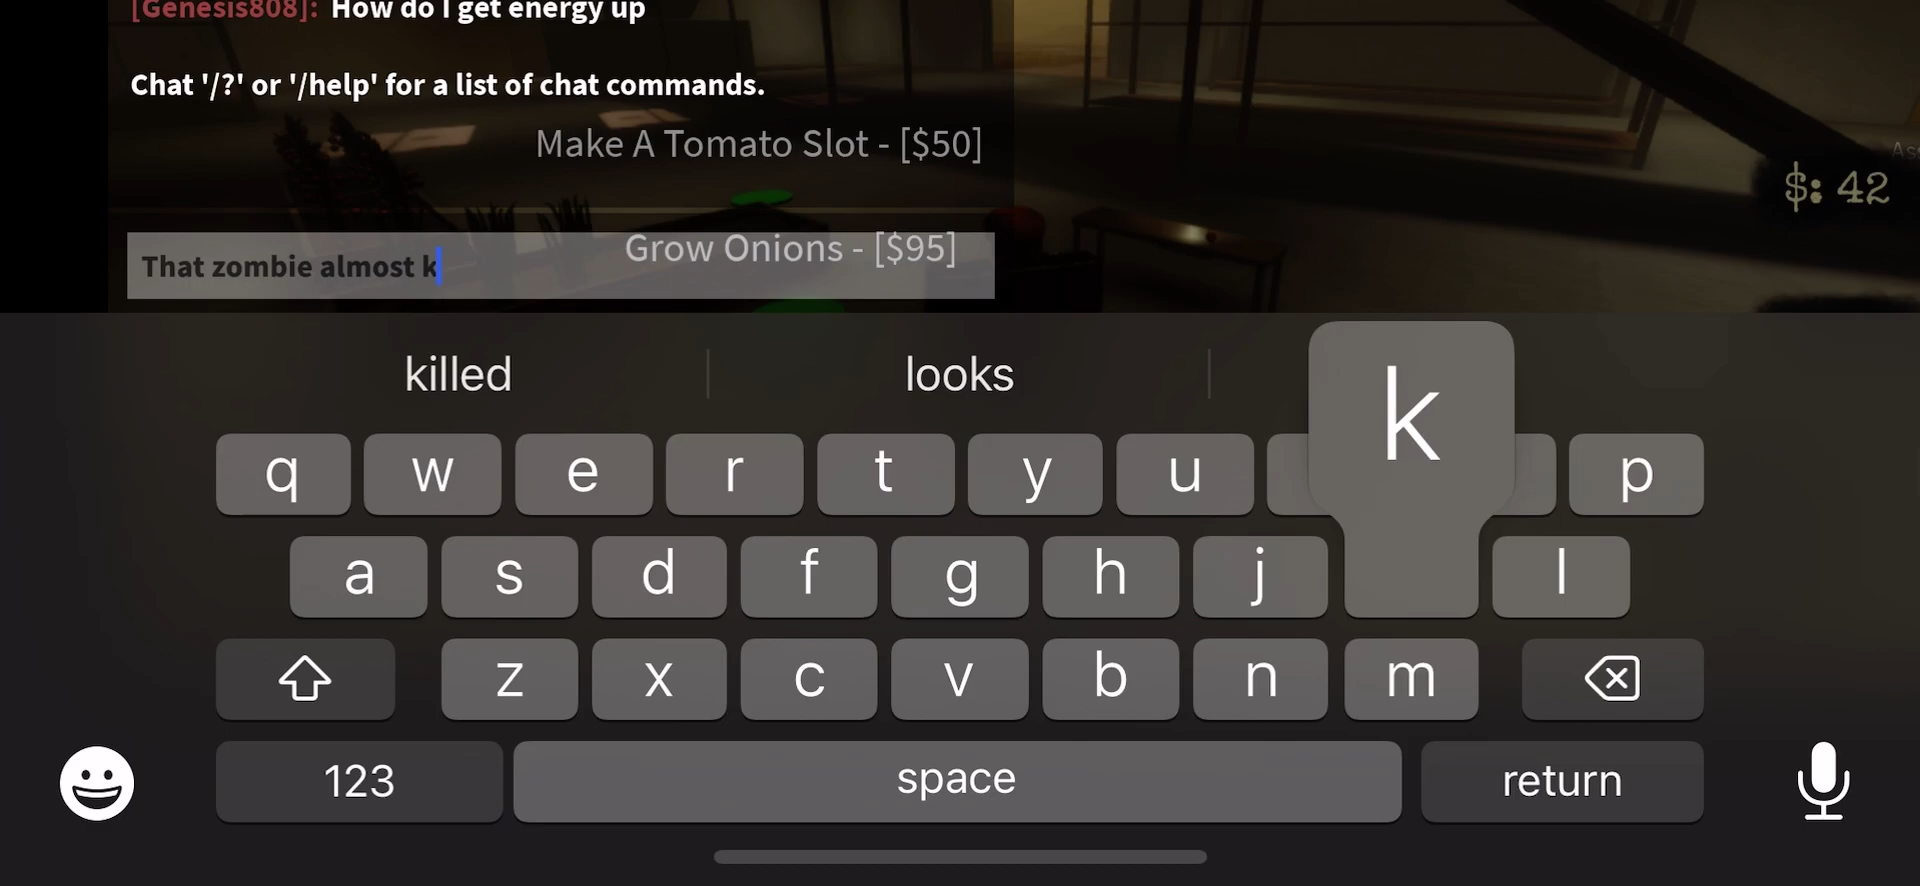 [Genesis808]: How do I get energy up
Chat '/?' or '/help' for a list of chat commands.
Make A Tomato Slot - [$50]
$: 42
Grow Onions - [$95]
That zombie almost k
killed looks
k
q w e r t y u p
a s d f g h j l
z x c v b n m
123 space return